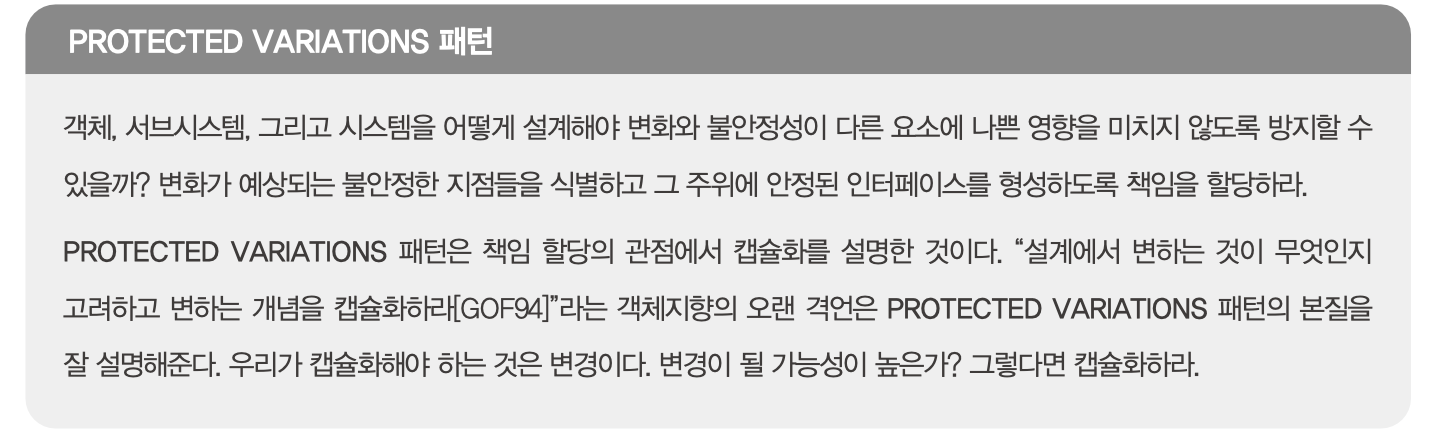 PROTECTED VARIATIONS 패턴
객체, 서브시스템, 그리고 시스템을 어떻게 설계해야 변화와 불안정성이 다른 요소에 나쁜 영향을 미치지 않도록 방지할 수
있을까? 변화가 예상되는 불안정한 지점들을 식별하고 그 주위에 안정된 인터페이스를 형성하도록 책임을 할당하라.
PROTECTED VARIATIONS 패턴은 책임 할당의 관점에서 캡슐화를 설명한 것이다. “설계에서 변하는 것이 무엇인지
고려하고 변하는 개념을 캡슐화하라[GOF94]”라는 객체지향의 오랜 격언은 PROTECTED VARIATIONS 패턴의 본질을
잘 설명해준다. 우리가 캡슐화해야 하는 것은 변경이다. 변경이 될 가능성이 높은가? 그렇다면 캡슐화하라.